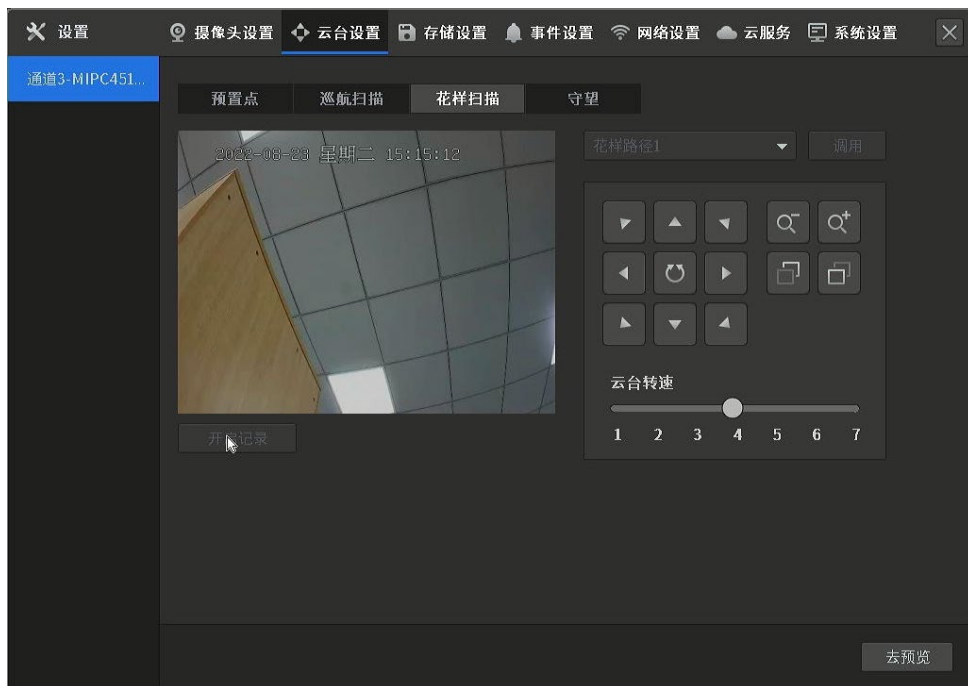 设置 摄像头设置 云台设置 存储设置 事件设置 网络设置 云服务 系统设置
通道3-MIPC451...
预置点 巡航扫描 花样扫描 守望
2022-08-23 星期二 15:15:12
花样路径1 调用
云台转速
1 2 3 4 5 6 7
开启记录
去预览